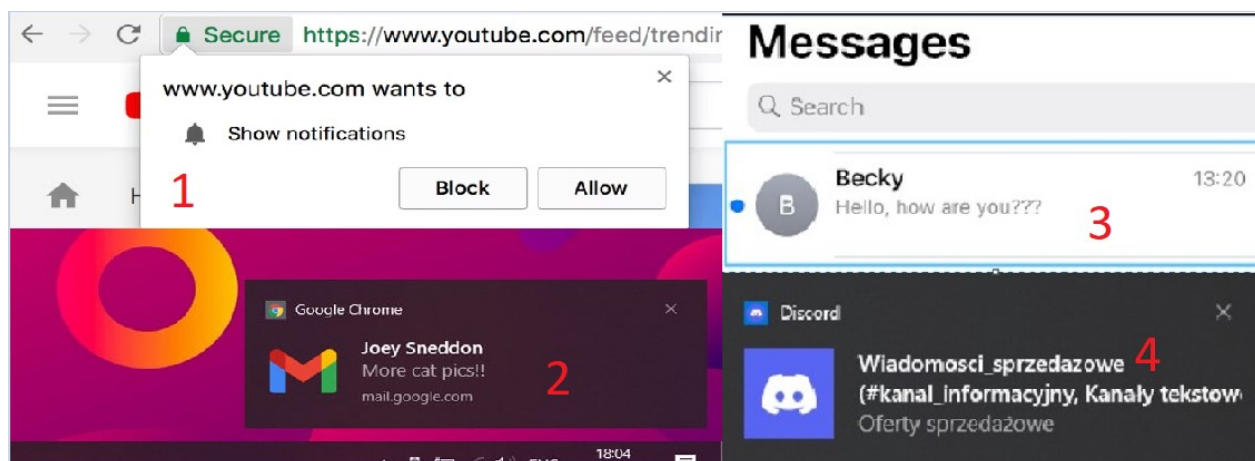 Secure https://www.youtube.com/feed/trendin
www.youtube.com wants to
Show notifications
Block Allow
1
H
Google Chrome
Joey Sneddon
More cat pics!!
mail.google.com
2
18:04
Messages
Search
Becky 13:20
B
Hello, how are you???
3
Discord
Wiadomosci_sprzedazowe 4
(#kanal_informacyjny, Kanały tekstow
Oferty sprzedażowe